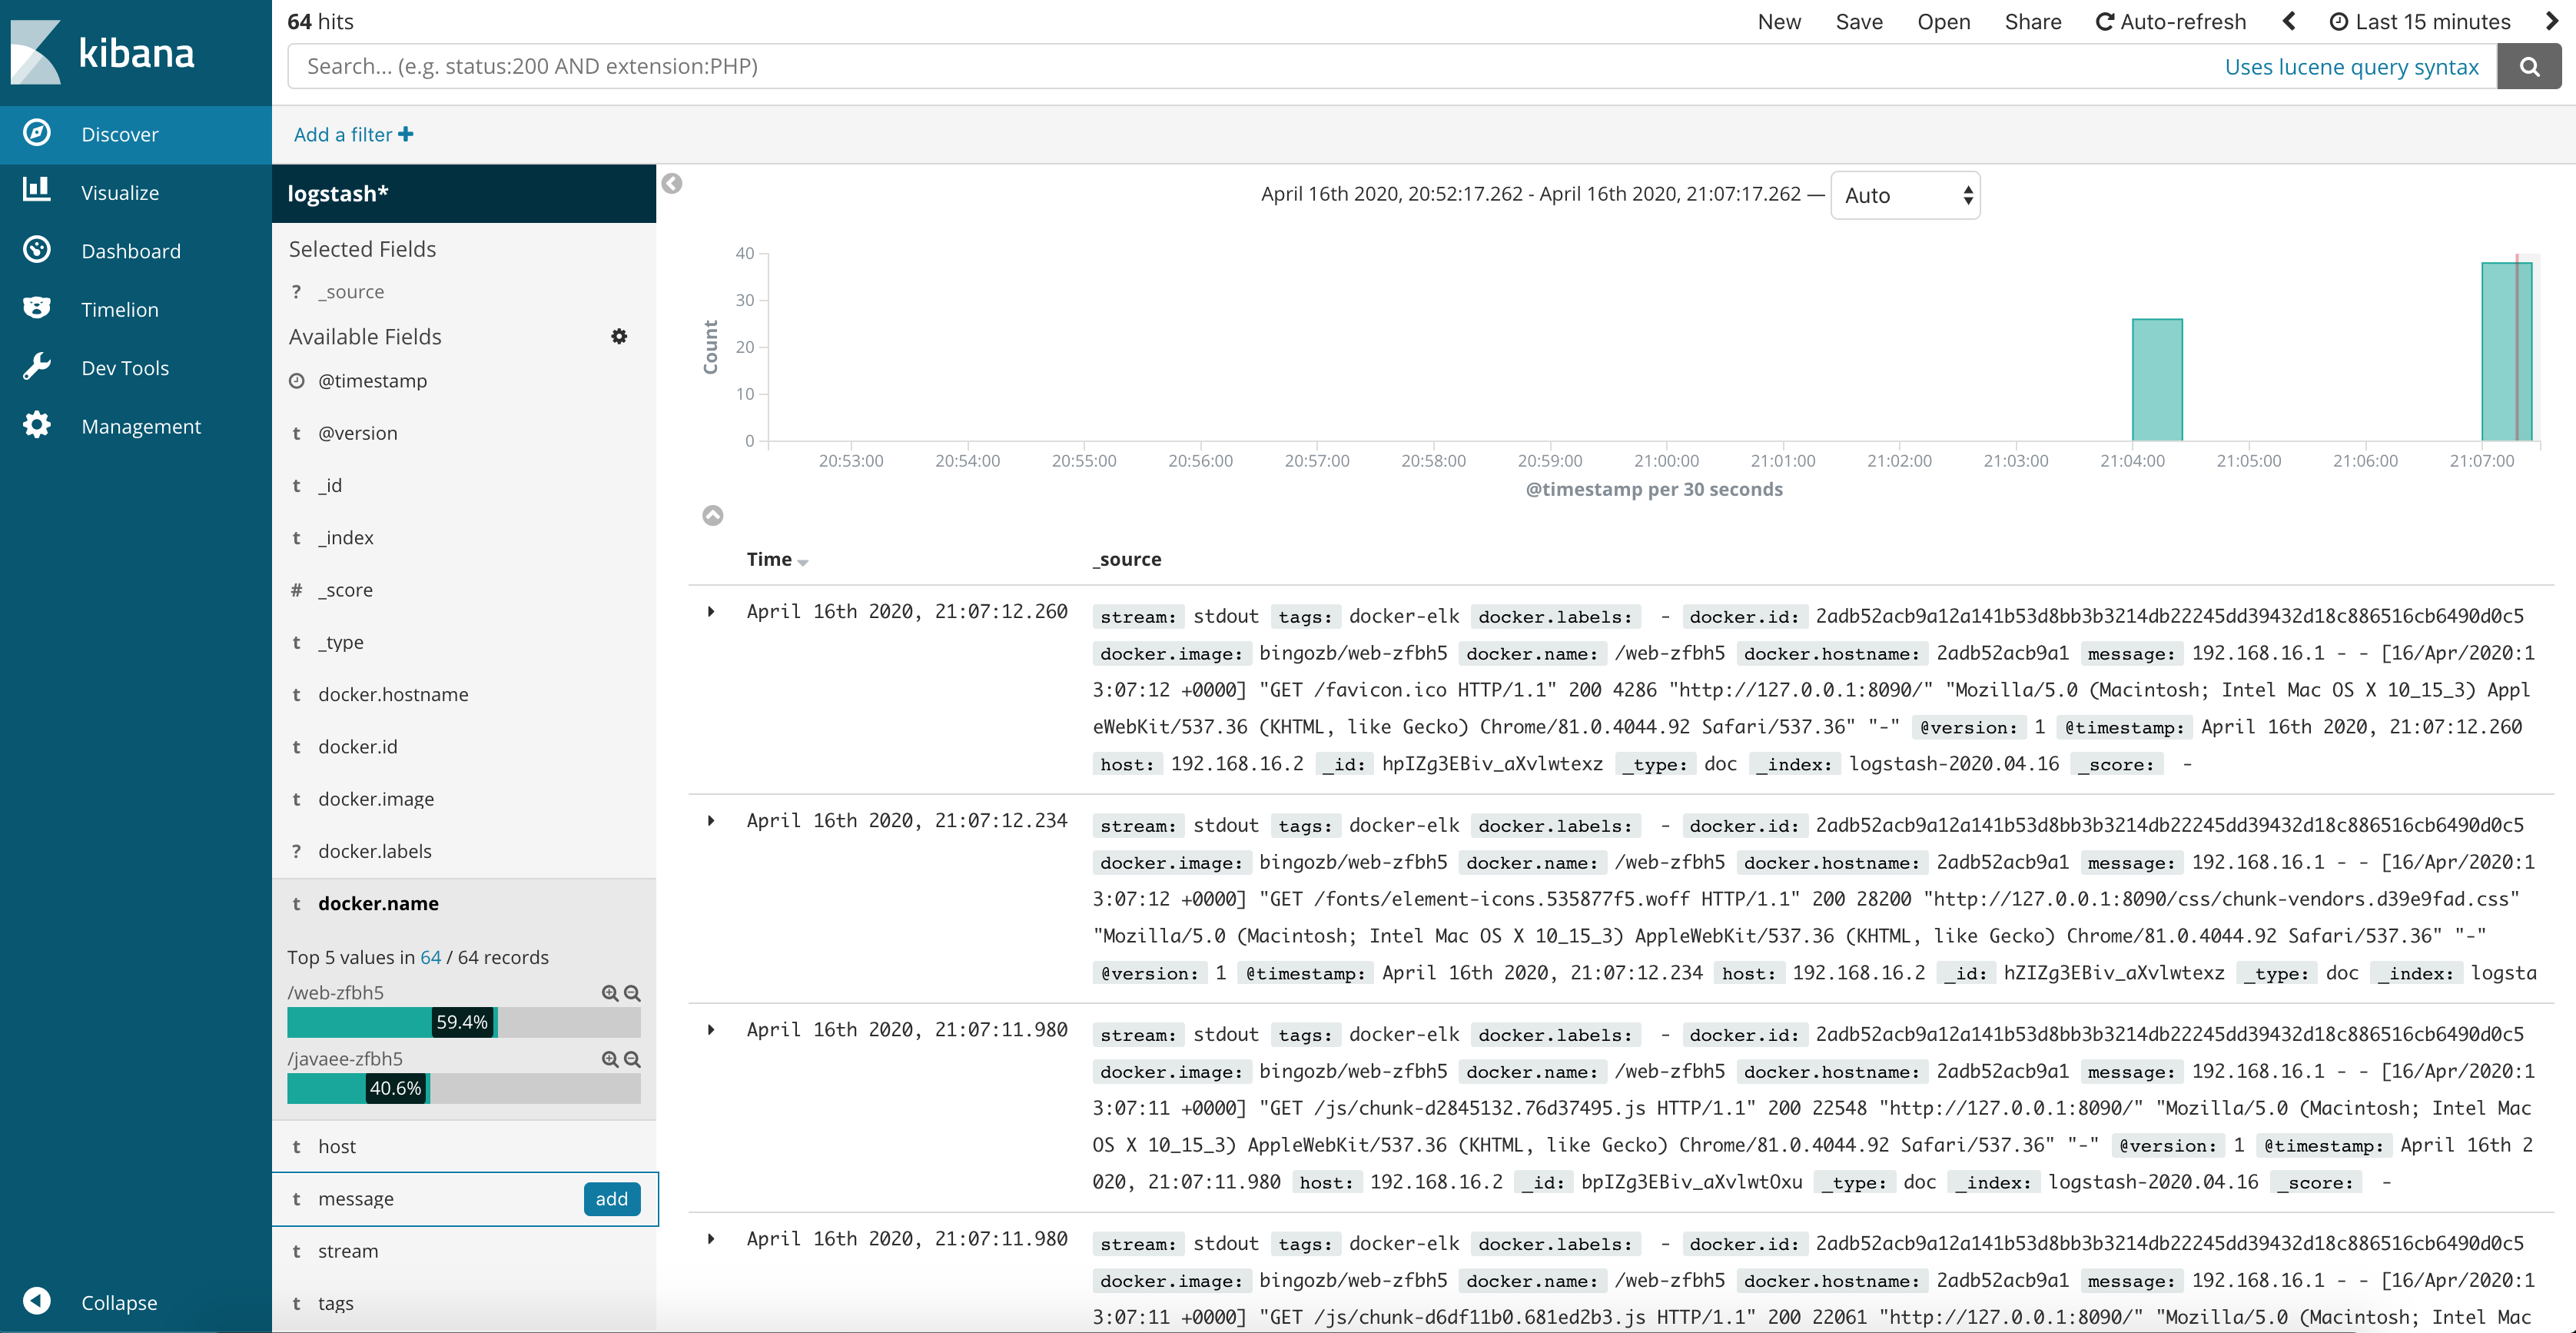 kibana
Discover
Visualize
Dashboard
Timelion
Dev Tools
Management
Collapse
64 hits
New Save Open Share Auto-refresh Last 15 minutes
Search... (e.g. status:200 AND extension:PHP) Uses lucene query syntax
Add a filter
logstash*
Selected Fields
? _source
Available Fields
@timestamp
t @version
t _id
t _index
# _score
t _type
t docker.hostname
t docker.id
t docker.image
? docker.labels
t docker.name
Top 5 values in 64 / 64 records
/web-zfbh5
59.4%
/javaee-zfbh5
40.6%
t host
t message add
t stream
t tags
April 16th 2020, 20:52:17.262 - April 16th 2020, 21:07:17.262 — Auto
Count
40
30
20
10
0
20:53:00 20:54:00 20:55:00 20:56:00 20:57:00 20:58:00 20:59:00 21:00:00 21:01:00 21:02:00 21:03:00 21:04:00 21:05:00 21:06:00 21:07:00
@timestamp per 30 seconds
Time _source
April 16th 2020, 21:07:12.260
stream: stdout tags: docker-elk docker.labels: - docker.id: 2adb52acb9a12a141b53d8bb3b3214db22245dd39432d18c886516cb6490d0c5
docker.image: bingozb/web-zfbh5 docker.name: /web-zfbh5 docker.hostname: 2adb52acb9a1 message: 192.168.16.1 - - [16/Apr/2020:1
3:07:12 +0000] "GET /favicon.ico HTTP/1.1" 200 4286 "http://127.0.0.1:8090/" "Mozilla/5.0 (Macintosh; Intel Mac OS X 10_15_3) Appl
eWebKit/537.36 (KHTML, like Gecko) Chrome/81.0.4044.92 Safari/537.36" "-" @version: 1 @timestamp: April 16th 2020, 21:07:12.260
host: 192.168.16.2 _id: hpIZg3EBiv_aXvlwtexz _type: doc _index: logstash-2020.04.16 _score: -
April 16th 2020, 21:07:12.234
stream: stdout tags: docker-elk docker.labels: - docker.id: 2adb52acb9a12a141b53d8bb3b3214db22245dd39432d18c886516cb6490d0c5
docker.image: bingozb/web-zfbh5 docker.name: /web-zfbh5 docker.hostname: 2adb52acb9a1 message: 192.168.16.1 - - [16/Apr/2020:1
3:07:12 +0000] "GET /fonts/element-icons.535877f5.woff HTTP/1.1" 200 28200 "http://127.0.0.1:8090/css/chunk-vendors.d39e9fad.css"
"Mozilla/5.0 (Macintosh; Intel Mac OS X 10_15_3) AppleWebKit/537.36 (KHTML, like Gecko) Chrome/81.0.4044.92 Safari/537.36" "-"
@version: 1 @timestamp: April 16th 2020, 21:07:12.234 host: 192.168.16.2 _id: hZIZg3EBiv_aXvlwtexz _type: doc _index: logsta
April 16th 2020, 21:07:11.980
stream: stdout tags: docker-elk docker.labels: - docker.id: 2adb52acb9a12a141b53d8bb3b3214db22245dd39432d18c886516cb6490d0c5
docker.image: bingozb/web-zfbh5 docker.name: /web-zfbh5 docker.hostname: 2adb52acb9a1 message: 192.168.16.1 - - [16/Apr/2020:1
3:07:11 +0000] "GET /js/chunk-d2845132.76d37495.js HTTP/1.1" 200 22548 "http://127.0.0.1:8090/" "Mozilla/5.0 (Macintosh; Intel Mac
OS X 10_15_3) AppleWebKit/537.36 (KHTML, like Gecko) Chrome/81.0.4044.92 Safari/537.36" "-" @version: 1 @timestamp: April 16th 2
020, 21:07:11.980 host: 192.168.16.2 _id: bpIZg3EBiv_aXvlwtOxu _type: doc _index: logstash-2020.04.16 _score: -
April 16th 2020, 21:07:11.980
stream: stdout tags: docker-elk docker.labels: - docker.id: 2adb52acb9a12a141b53d8bb3b3214db22245dd39432d18c886516cb6490d0c5
docker.image: bingozb/web-zfbh5 docker.name: /web-zfbh5 docker.hostname: 2adb52acb9a1 message: 192.168.16.1 - - [16/Apr/2020:1
3:07:11 +0000] "GET /js/chunk-d6df11b0.681ed2b3.js HTTP/1.1" 200 22061 "http://127.0.0.1:8090/" "Mozilla/5.0 (Macintosh; Intel Mac